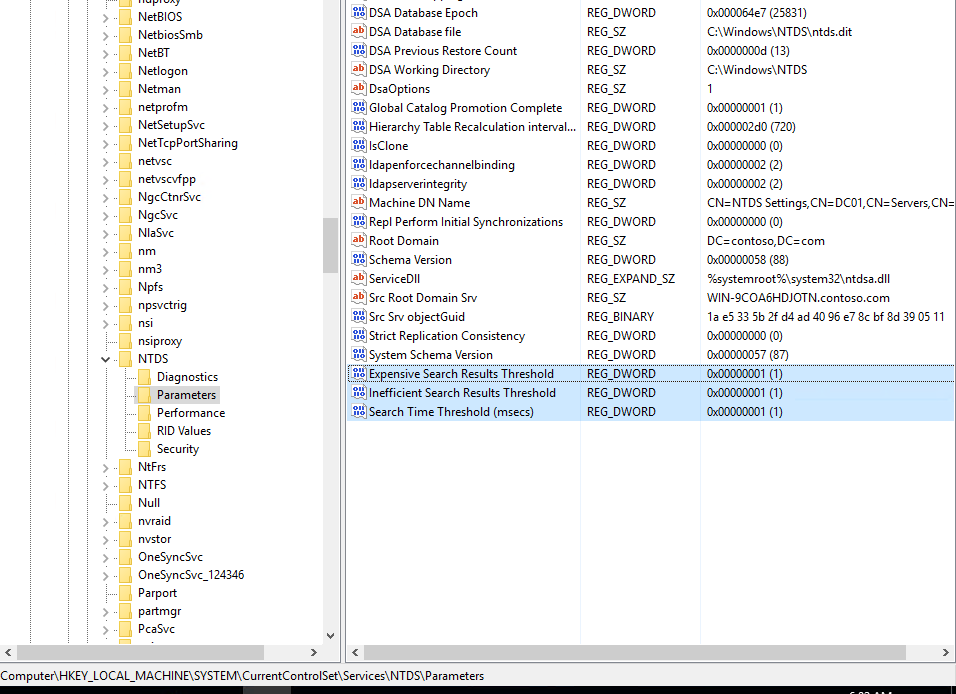 NetBIOS
NetbiosSmb
NetBT
Netlogon
Netman
netprofm
NetSetupSvc
NetTcpPortSharing
netvsc
netvscvfpp
NgcCtnrSvc
NgcSvc
NlaSvc
nm
nm3
Npfs
npsvctrig
nsi
nsiproxy
NTDS
Diagnostics
Parameters
Performance
RID Values
Security
NtFrs
NTFS
Null
nvraid
nvstor
OneSyncSvc
OneSyncSvc_124346
Parport
partmgr
PcaSvc
DSA Database Epoch REG_DWORD 0x000064e7 (25831)
DSA Database file REG_SZ C:\Windows\NTDS\ntds.dit
DSA Previous Restore Count REG_DWORD 0x0000000d (13)
DSA Working Directory REG_SZ C:\Windows\NTDS
DsaOptions REG_SZ 1
Global Catalog Promotion Complete REG_DWORD 0x00000001 (1)
Hierarchy Table Recalculation interval... REG_DWORD 0x000002d0 (720)
IsClone REG_DWORD 0x00000000 (0)
ldapenforcechannelbinding REG_DWORD 0x00000002 (2)
ldapserverintegrity REG_DWORD 0x00000002 (2)
Machine DN Name REG_SZ CN=NTDS Settings,CN=DC01,CN=Servers,CN=
Repl Perform Initial Synchronizations REG_DWORD 0x00000000 (0)
Root Domain REG_SZ DC=contoso,DC=com
Schema Version REG_DWORD 0x00000058 (88)
ServiceDll REG_EXPAND_SZ %systemroot%\system32\ntdsa.dll
Src Root Domain Srv REG_SZ WIN-9COA6HDJOTN.contoso.com
Src Srv objectGuid REG_BINARY 1a e5 33 5b 2f d4 ad 40 96 e7 8c bf 8d 39 05 11
Strict Replication Consistency REG_DWORD 0x00000000 (0)
System Schema Version REG_DWORD 0x00000057 (87)
Expensive Search Results Threshold REG_DWORD 0x00000001 (1)
Inefficient Search Results Threshold REG_DWORD 0x00000001 (1)
Search Time Threshold (msecs) REG_DWORD 0x00000001 (1)
Computer\HKEY_LOCAL_MACHINE\SYSTEM\CurrentControlSet\Services\NTDS\Parameters